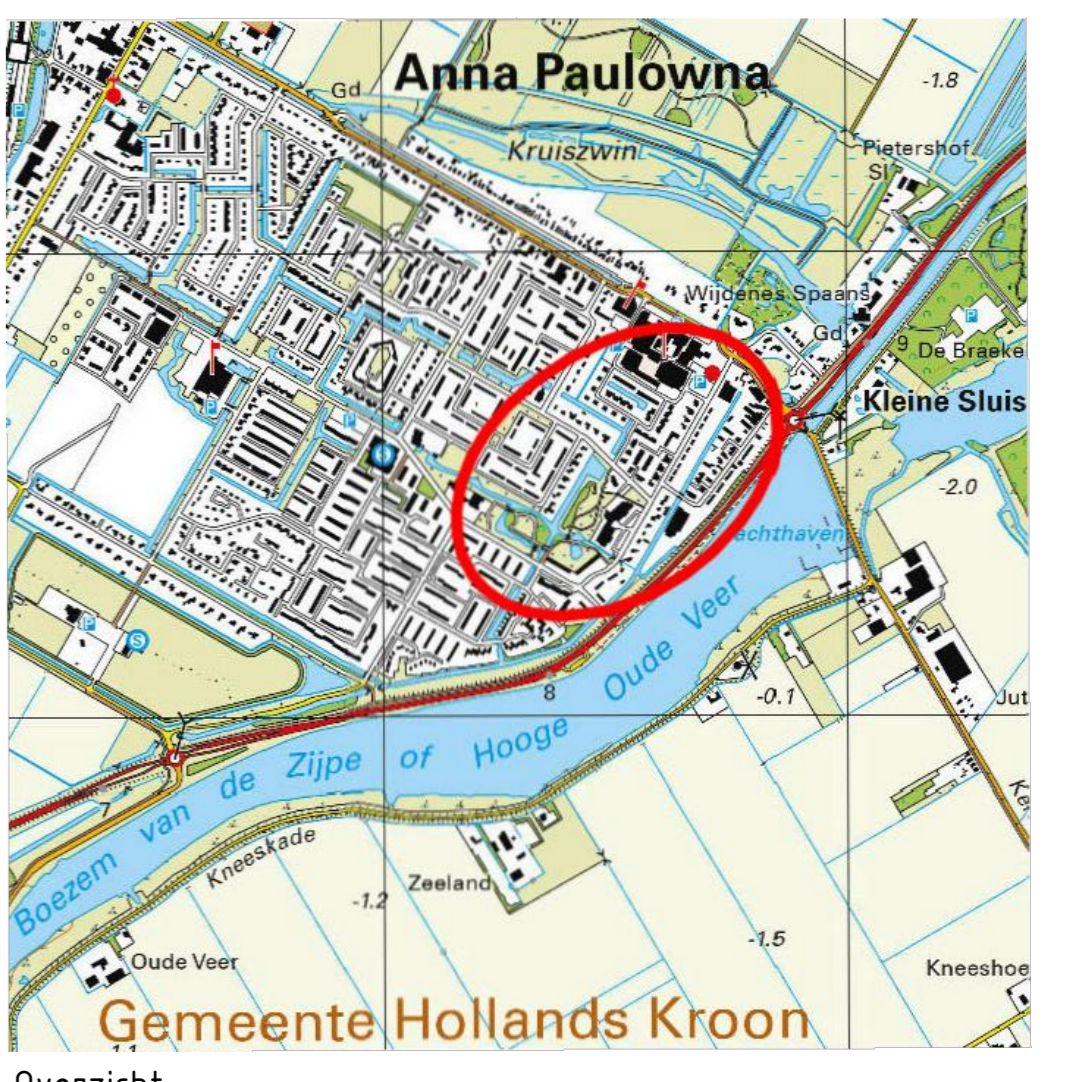 Anna Paulowna
Gd
-1.8
Kruiszwin
Pietershof
Sl
Wijdenes Spaans
Gd
9
De Braeke
Kleine Sluis
-2.0
achthaven
P
P
P
P
P
P
S
8
Boezem van de Zijpe of Hooge Oude Veer
-0.1
Jut
Kneeskade
Zeeland
-1.2
-1.5
Oude Veer
Kneeshoe
Gemeente Hollands Kroon
Overzicht